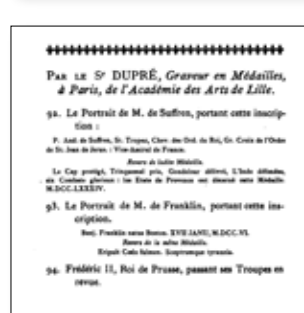 PAR LE Sr DUPRÉ, Graveur en Médailles,
à Paris, de l'Académie des Arts de Lille.
92. Le Portrait de M. de Suffren, portant cette inscrip-
tion :
P. And. de Suffren, St. Tropez, Chev. des Ord. du Roi, Gr. Croix de l'Ordre
de St. Jean de Jérus. : Vice-Amiral de France.
Revers de ladite Médaille.
Le Cap protégé, Trinquemal pris, Goudelour délivré, L'Inde défendue,
six Combats glorieux : les Etats de Provence ont décerné cette Médaille.
M.DCC.LXXXIV.
93. Le Portrait de M. de Franklin, portant cette ins-
cription.
Benj. Franklin natus Boston. XVII JANU, M.DCC.VI.
Revers de la même Médaille.
Eripuit Cœlo fulmen. Sceptrumque tyrannis.
94. Frédéric II, Roi de Prusse, passant ses Troupes en
revue.